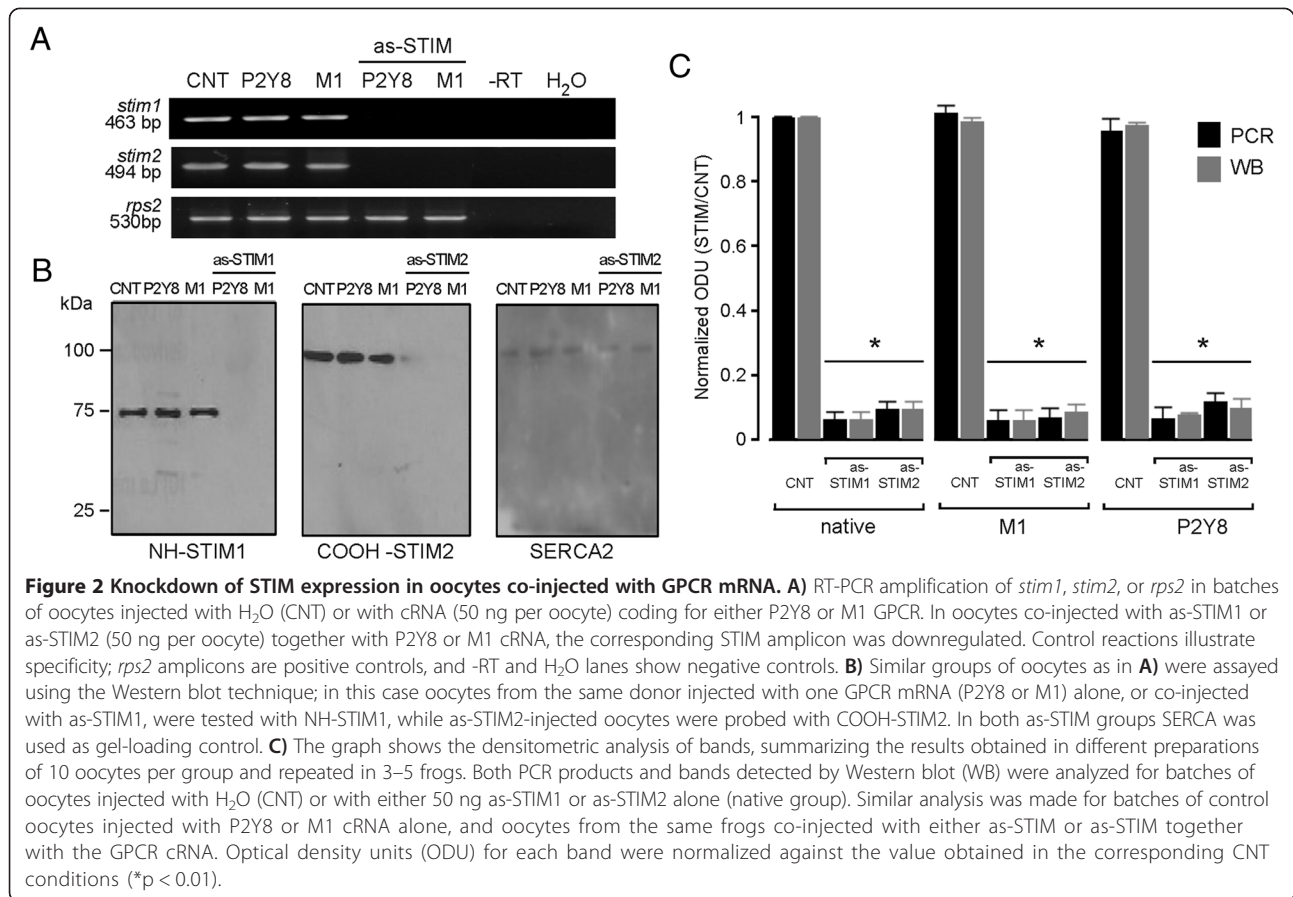 A
as-STIM
CNT P2Y8 M1 P2Y8 M1 -RT H₂O
stim1
463 bp
stim2
494 bp
rps2
530bp
B
as-STIM1
as-STIM2
as-STIM2
CNT P2Y8 M1 P2Y8 M1
CNT P2Y8 M1 P2Y8 M1
CNT P2Y8 M1 P2Y8 M1
kDa
100
75
25
NH-STIM1
COOH -STIM2
SERCA2
C
Normalized ODU (STIM/CNT)
1
0.8
0.6
0.4
0.2
0
PCR
WB
* * *
CNT as-STIM1 as-STIM2
CNT as-STIM1 as-STIM2
CNT as-STIM1 as-STIM2
native
M1
P2Y8
Figure 2 Knockdown of STIM expression in oocytes co-injected with GPCR mRNA. A) RT-PCR amplification of stim1, stim2, or rps2 in batches
of oocytes injected with H₂O (CNT) or with cRNA (50 ng per oocyte) coding for either P2Y8 or M1 GPCR. In oocytes co-injected with as-STIM1 or
as-STIM2 (50 ng per oocyte) together with P2Y8 or M1 cRNA, the corresponding STIM amplicon was downregulated. Control reactions illustrate
specificity; rps2 amplicons are positive controls, and -RT and H₂O lanes show negative controls. B) Similar groups of oocytes as in A) were assayed
using the Western blot technique; in this case oocytes from the same donor injected with one GPCR mRNA (P2Y8 or M1) alone, or co-injected
with as-STIM1, were tested with NH-STIM1, while as-STIM2-injected oocytes were probed with COOH-STIM2. In both as-STIM groups SERCA was
used as gel-loading control. C) The graph shows the densitometric analysis of bands, summarizing the results obtained in different preparations
of 10 oocytes per group and repeated in 3–5 frogs. Both PCR products and bands detected by Western blot (WB) were analyzed for batches of
oocytes injected with H₂O (CNT) or with either 50 ng as-STIM1 or as-STIM2 alone (native group). Similar analysis was made for batches of control
oocytes injected with P2Y8 or M1 cRNA alone, and oocytes from the same frogs co-injected with either as-STIM or as-STIM together
with the GPCR cRNA. Optical density units (ODU) for each band were normalized against the value obtained in the corresponding CNT
conditions (*p < 0.01).